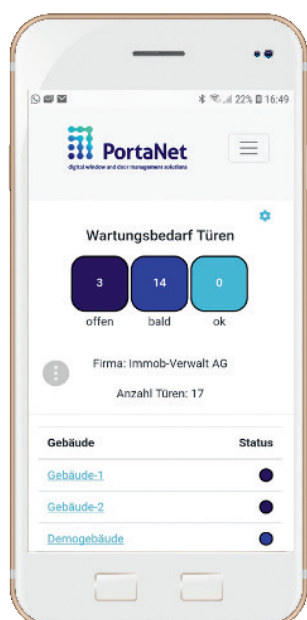 22% 16:49
PortaNet
digital window and door management solutions
Wartungsbedarf Türen
3 14 0
offen bald ok
Firma: Immob-Verwalt AG
Anzahl Türen: 17
Gebäude Status
Gebäude-1
Gebäude-2
Demogebäude